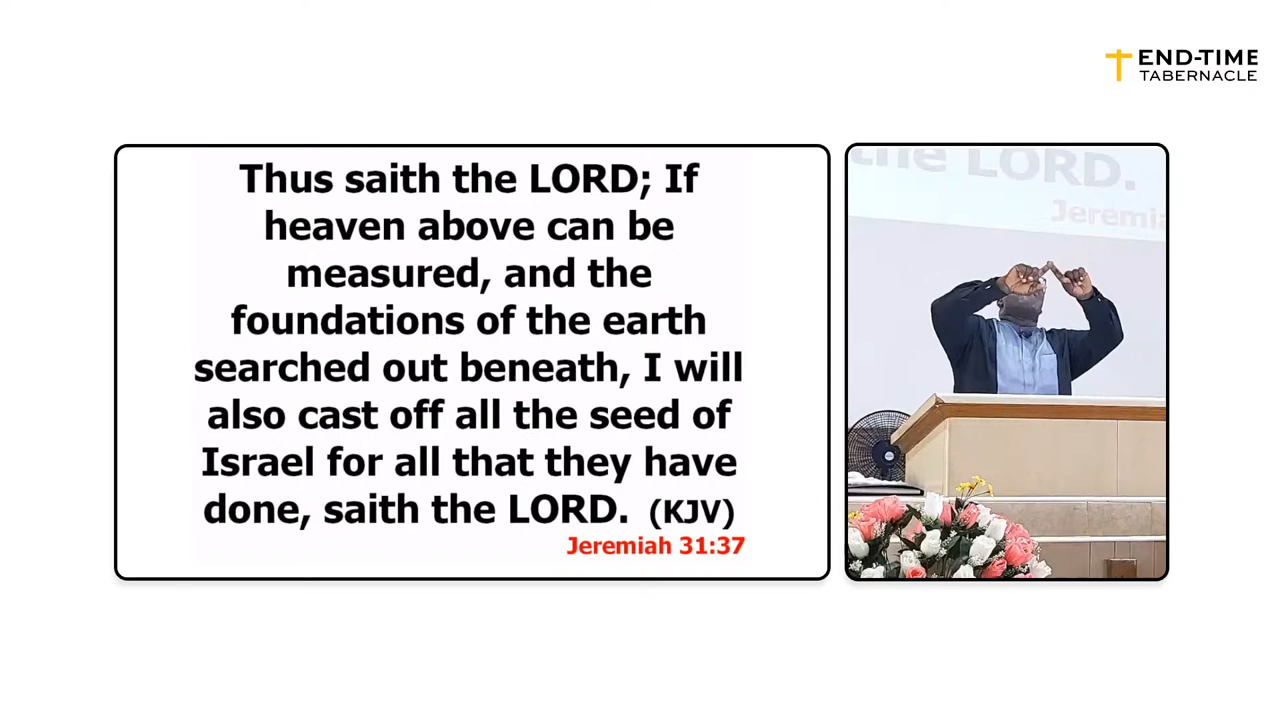 END-TIME
TABERNACLE
Thus saith the LORD; If
heaven above can be
measured, and the
foundations of the earth
searched out beneath, I will
also cast off all the seed of
Israel for all that they have
done, saith the LORD. (KJV)
Jeremiah 31:37
the LORD.
Jeremia